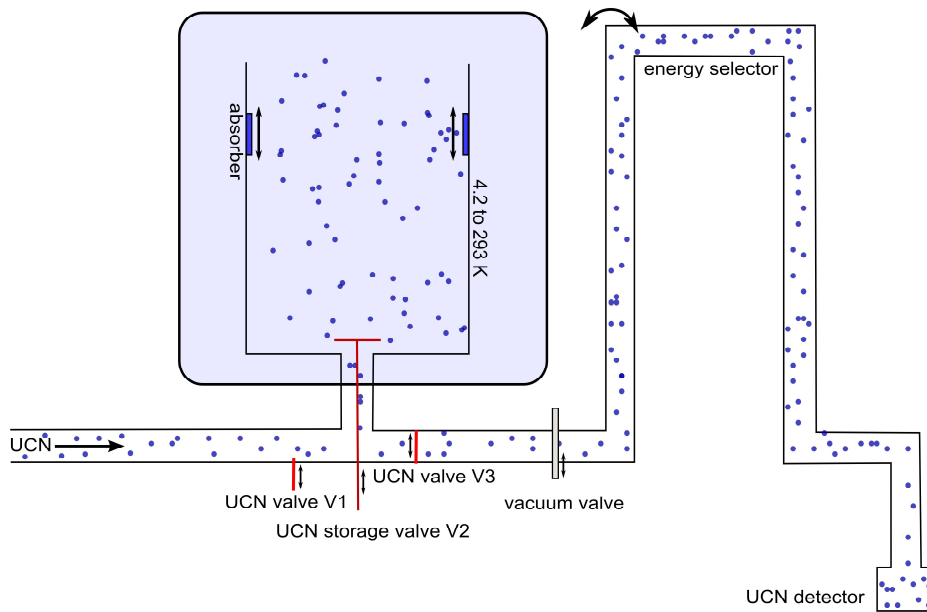 energy selector
absorber
4.2 to 293 K
UCN
UCN valve V1
UCN valve V3
vacuum valve
UCN storage valve V2
UCN detector